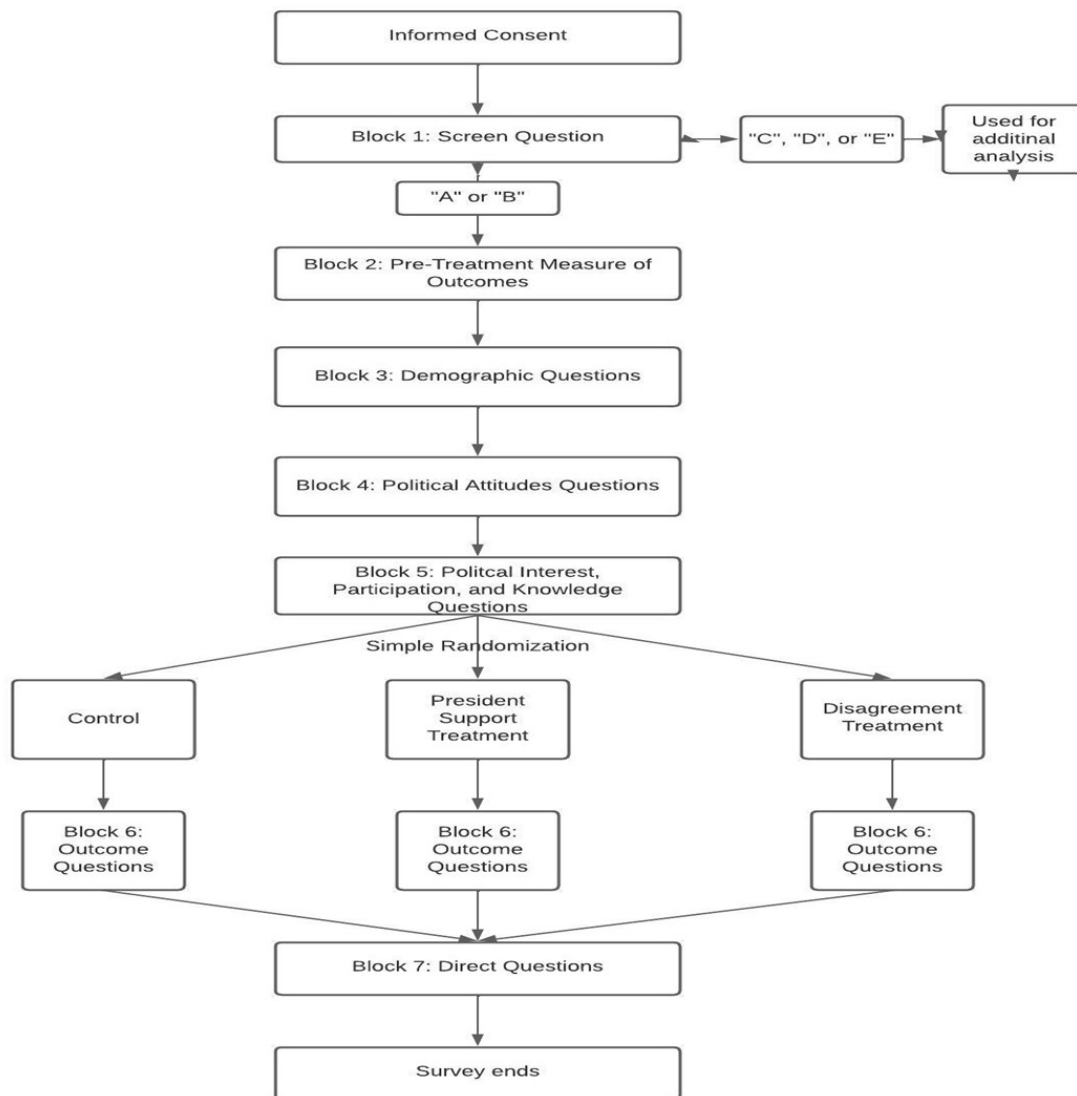 Informed Consent
Block 1: Screen Question
"C", "D", or "E"
Used for
additinal
analysis
"A" or "B"
Block 2: Pre-Treatment Measure of
Outcomes
Block 3: Demographic Questions
Block 4: Political Attitudes Questions
Block 5: Politcal Interest,
Participation, and Knowledge
Questions
Simple Randomization
Control
President
Support
Treatment
Disagreement
Treatment
Block 6:
Outcome
Questions
Block 6:
Outcome
Questions
Block 6:
Outcome
Questions
Block 7: Direct Questions
Survey ends